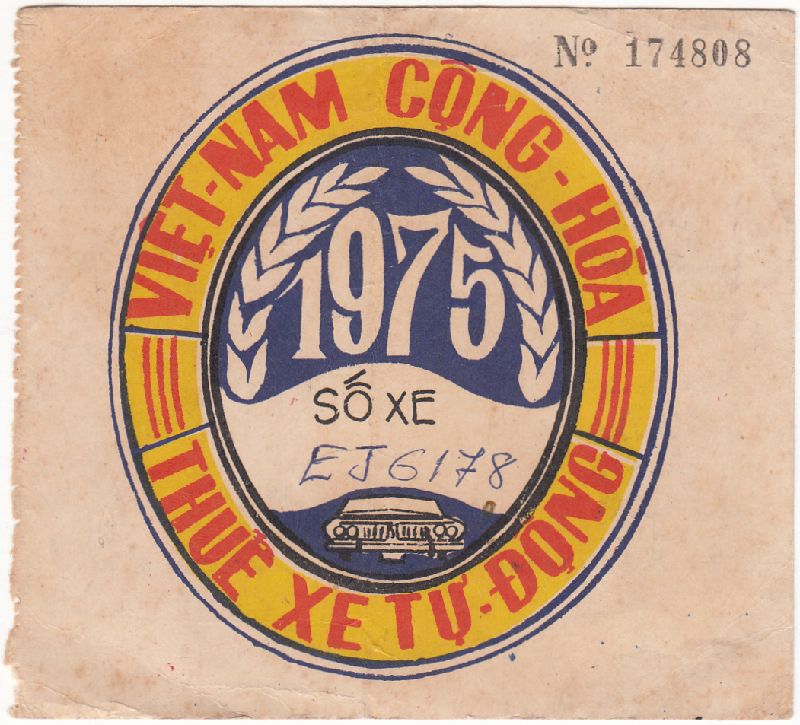 Nº 174808
VIỆT-NAM CỘNG-HÒA
1975
SỐ XE
EJ6178
THUẾ XE TỰ-ĐỘNG